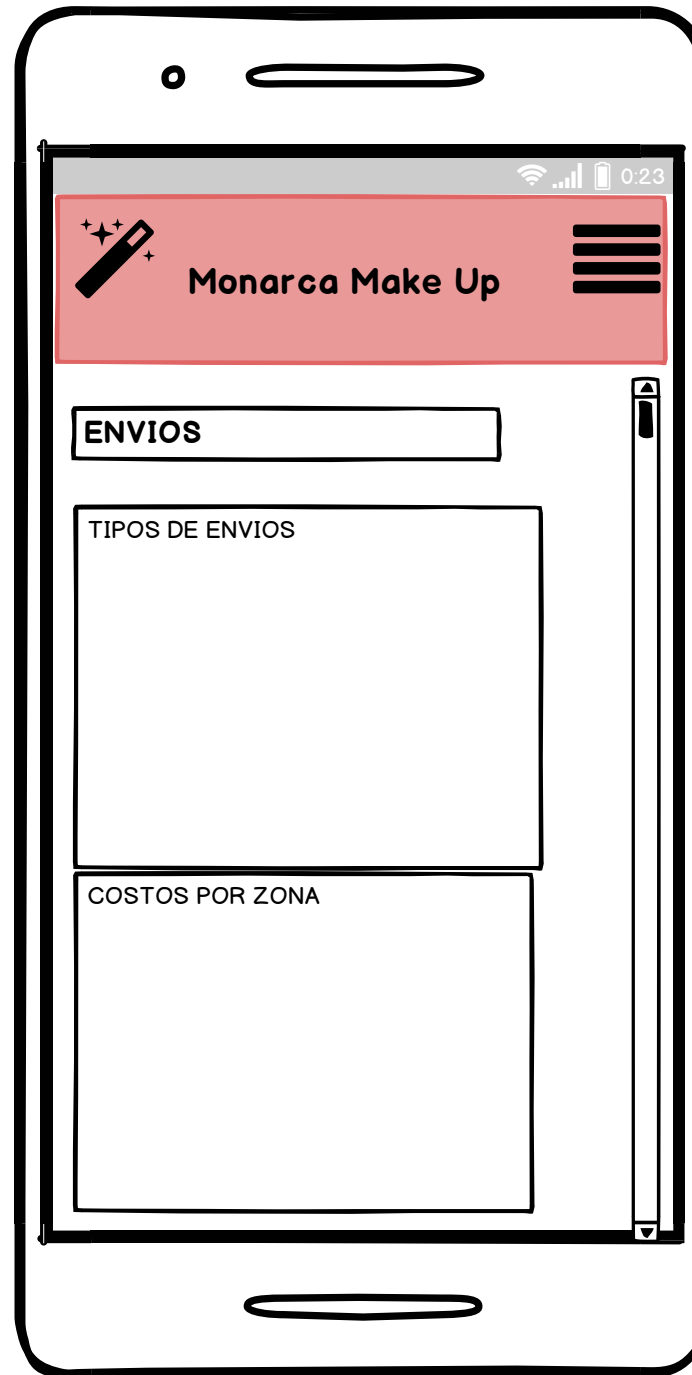 0:23
Monarca Make Up
ENVIOS
TIPOS DE ENVIOS
COSTOS POR ZONA